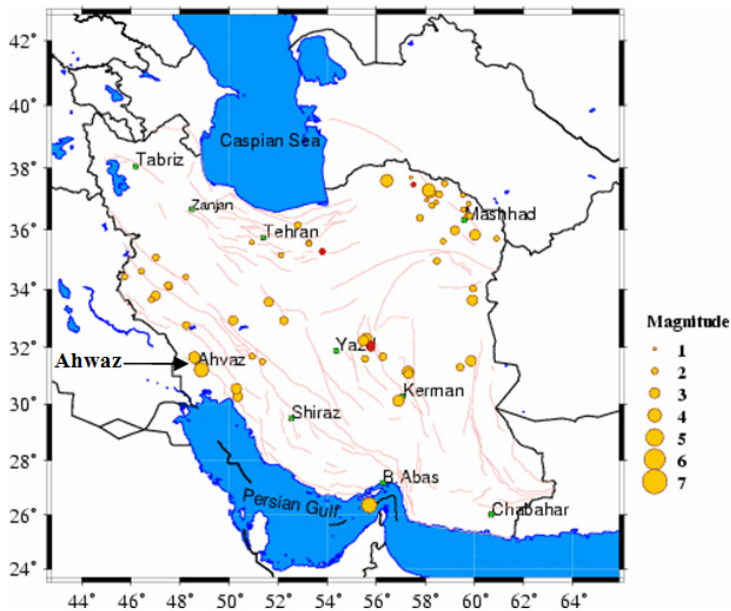 42°
40°
38°
36°
34°
32°
30°
28°
26°
24°
44° 46° 48° 50° 52° 54° 56° 58° 60° 62° 64°
Caspian Sea
Tabriz
Zanjan
Tehran
Mashhad
Ahwaz
Ahvaz
Yazd
Kerman
Shiraz
B.Abas
Persian Gulf
Chabahar
Magnitude
1
2
3
4
5
6
7